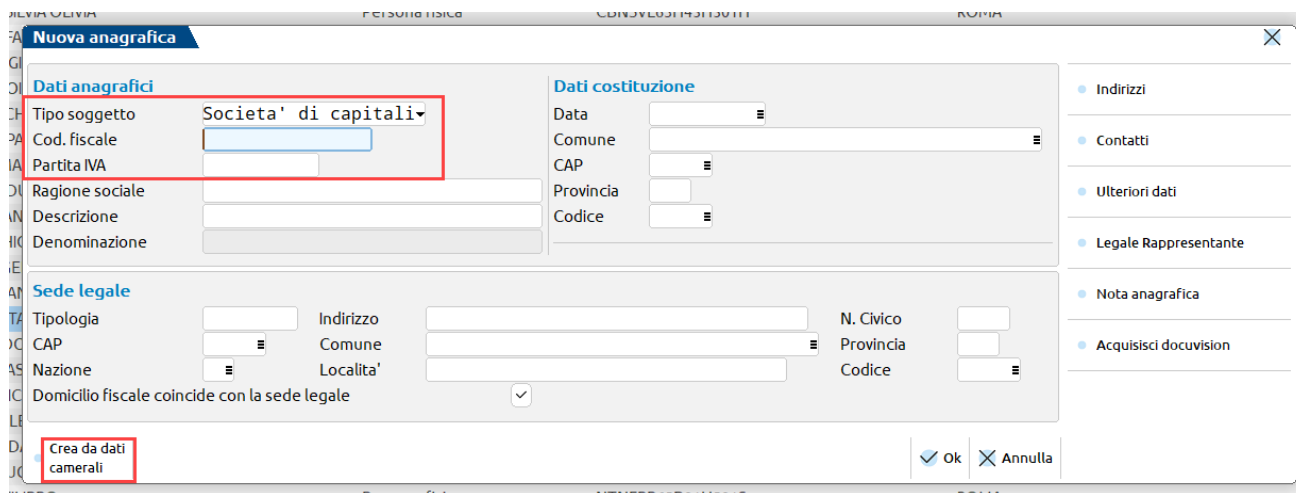 SILVIA OLIVIA Persona fisica ROMA
Nuova anagrafica
Dati anagrafici Dati costituzione
Tipo soggetto Societa' di capitali Data
Cod. fiscale Comune
Partita IVA CAP
Ragione sociale Provincia
Descrizione Codice
Denominazione
Indirizzi
Contatti
Ulteriori dati
Legale Rappresentante
Nota anagrafica
Acquisisci docuvision
Sede legale
Tipologia Indirizzo N. Civico
CAP Comune Provincia
Nazione Localita' Codice
Domicilio fiscale coincide con la sede legale
Crea da dati
camerali
Ok Annulla